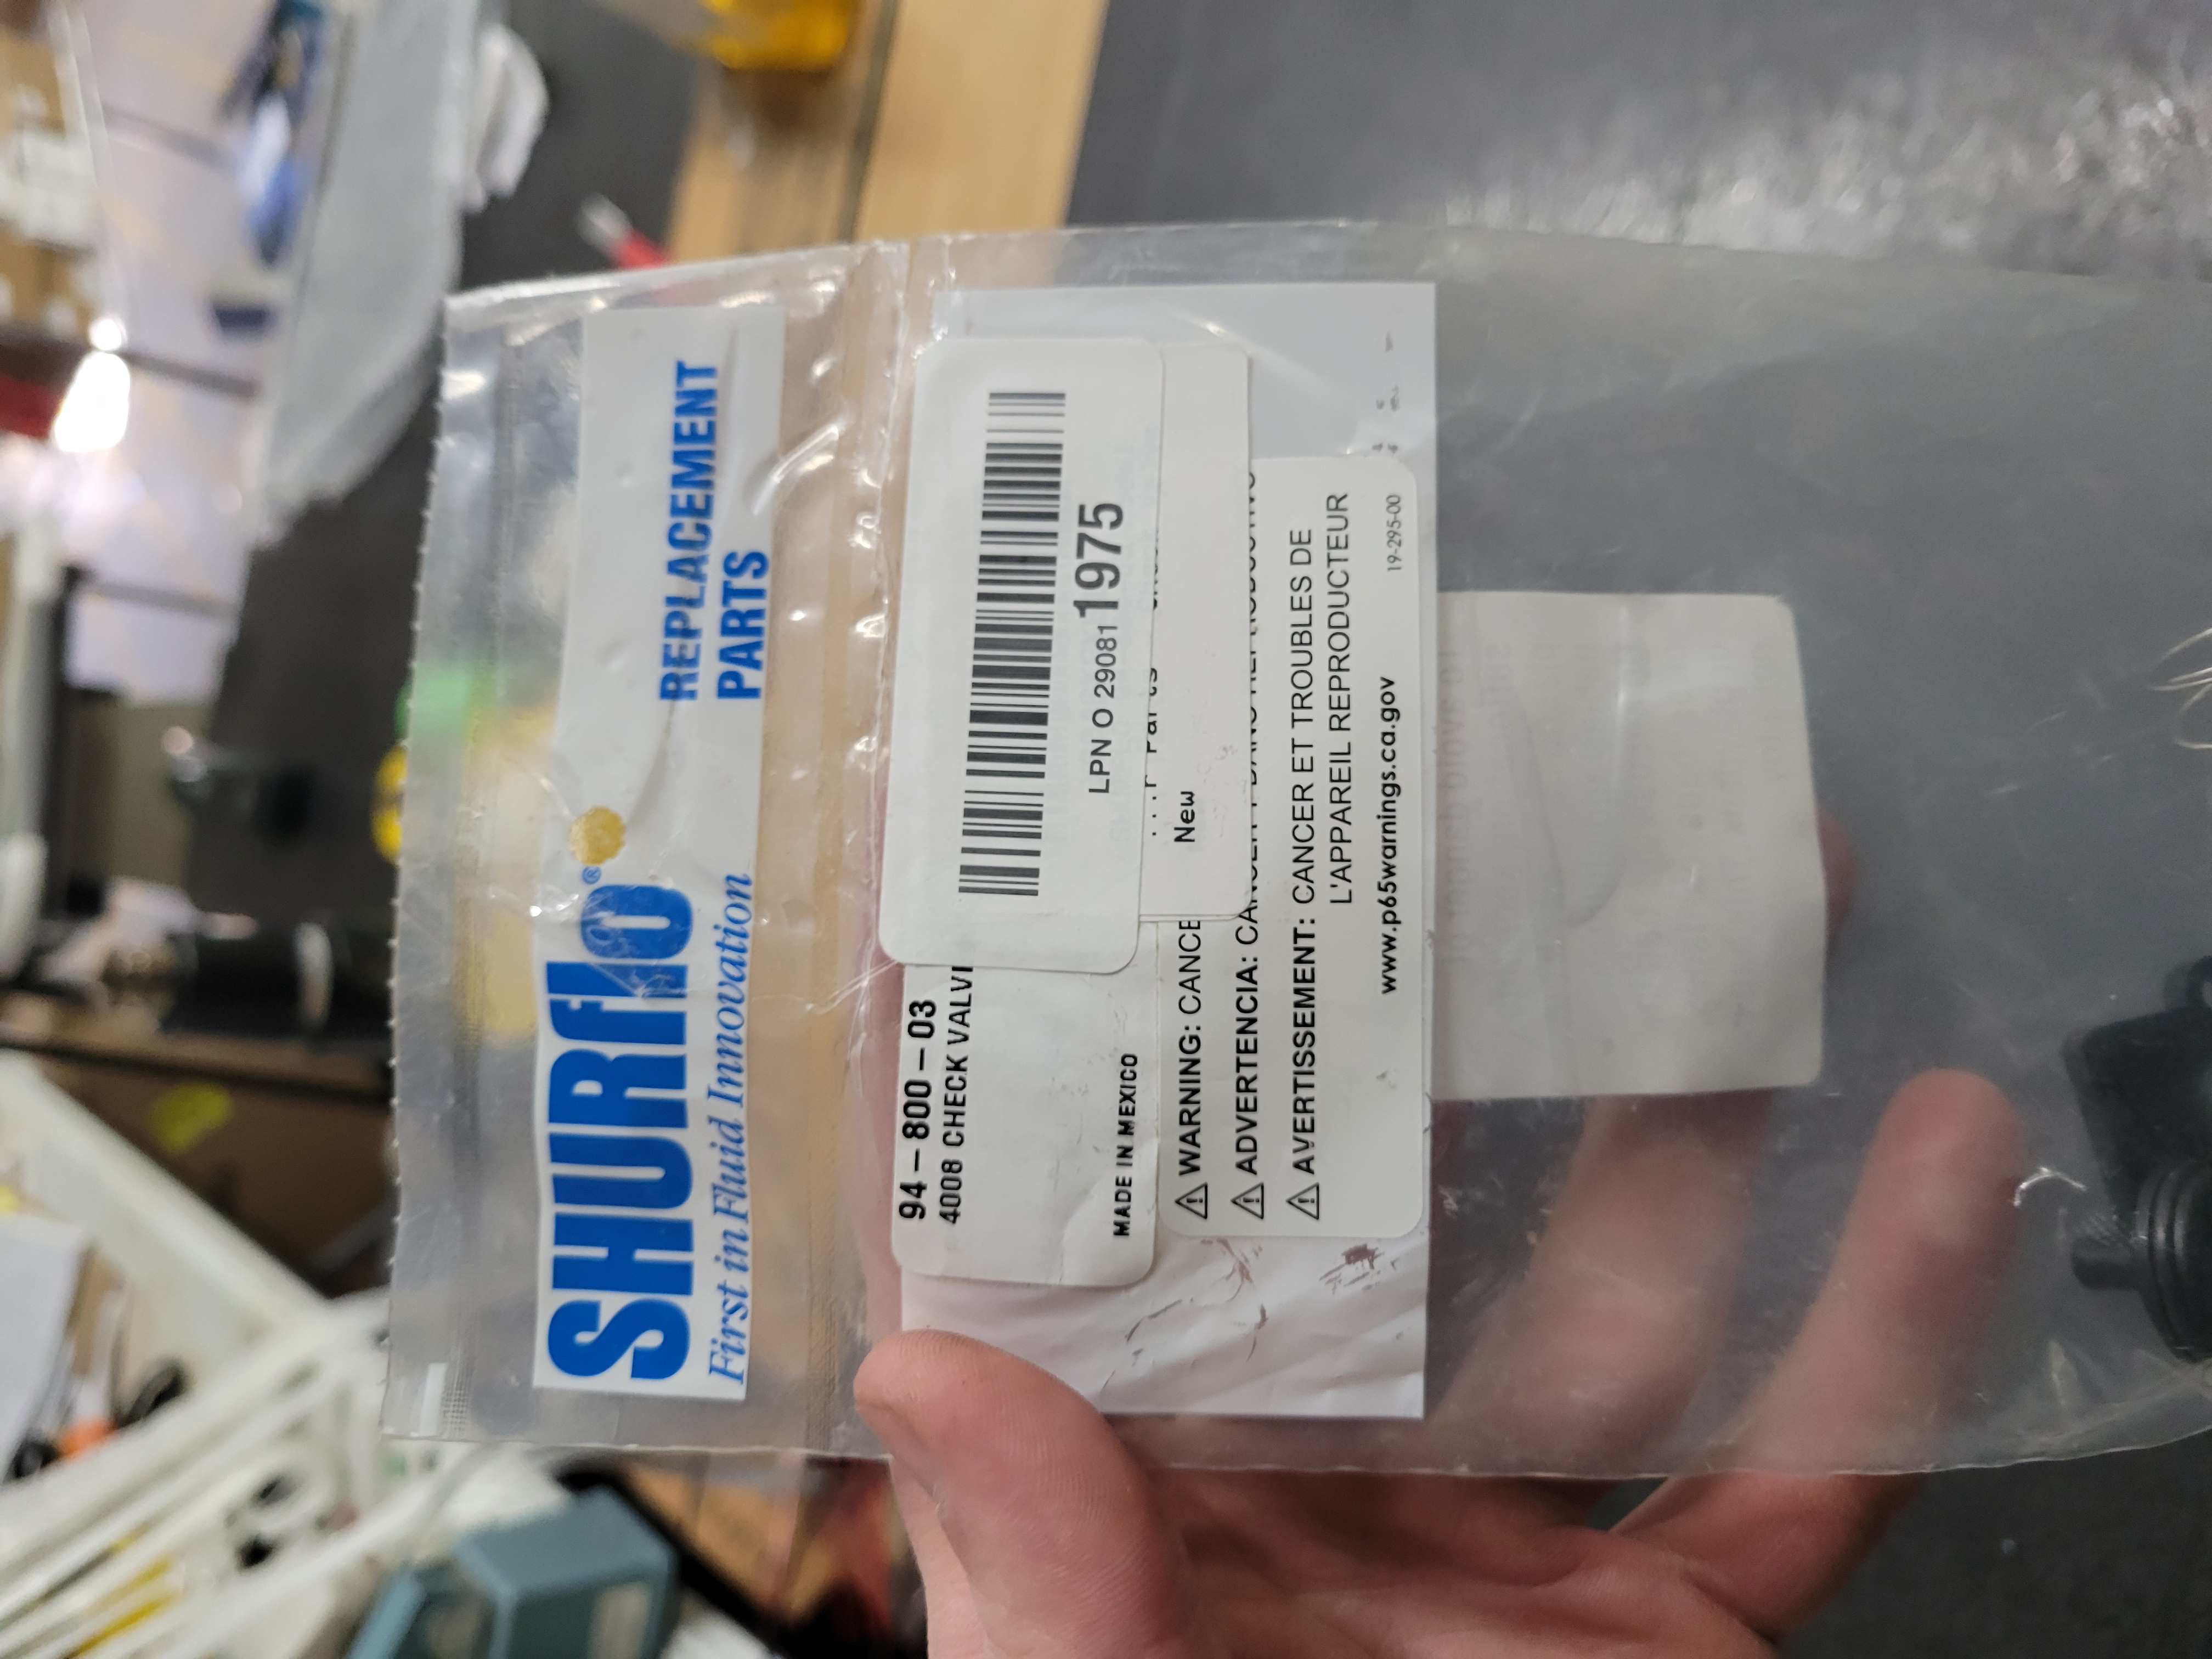 SHURflo®
First in Fluid Innovation
REPLACEMENT
PARTS
94-800-03
4008 CHECK VALV
MADE IN MEXICO
LPN O 29081 1975
New
⚠ WARNING: CANCE
⚠ ADVERTENCIA:
⚠ AVERTISSEMENT: CANCER ET TROUBLES DE
L'APPAREIL REPRODUCTEUR
www.p65warnings.ca.gov
19-295-00